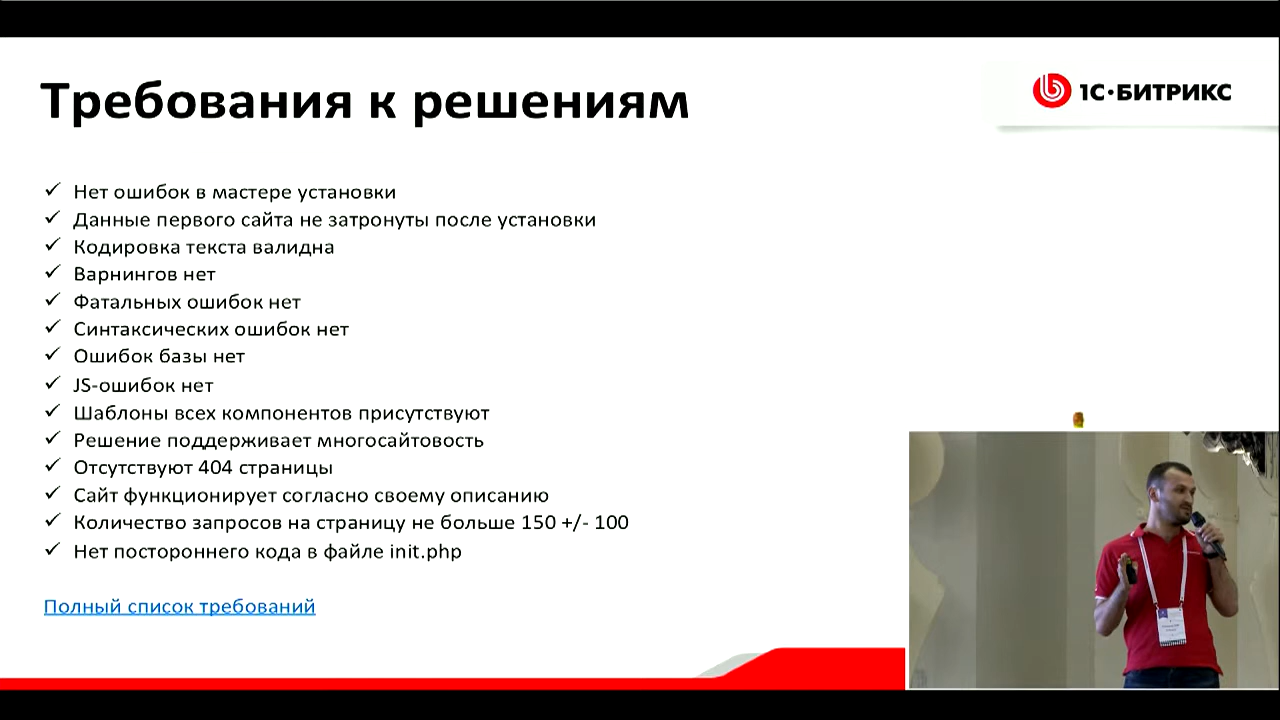 Требования к решениям
1С·БИТРИКС
Нет ошибок в мастере установки
Данные первого сайта не затронуты после установки
Кодировка текста валидна
Варнингов нет
Фатальных ошибок нет
Синтаксических ошибок нет
Ошибок базы нет
JS-ошибок нет
Шаблоны всех компонентов присутствуют
Решение поддерживает многосайтовость
Отсутствуют 404 страницы
Сайт функционирует согласно своему описанию
Количество запросов на страницу не больше 150 +/- 100
Нет постороннего кода в файле init.php
Полный список требований